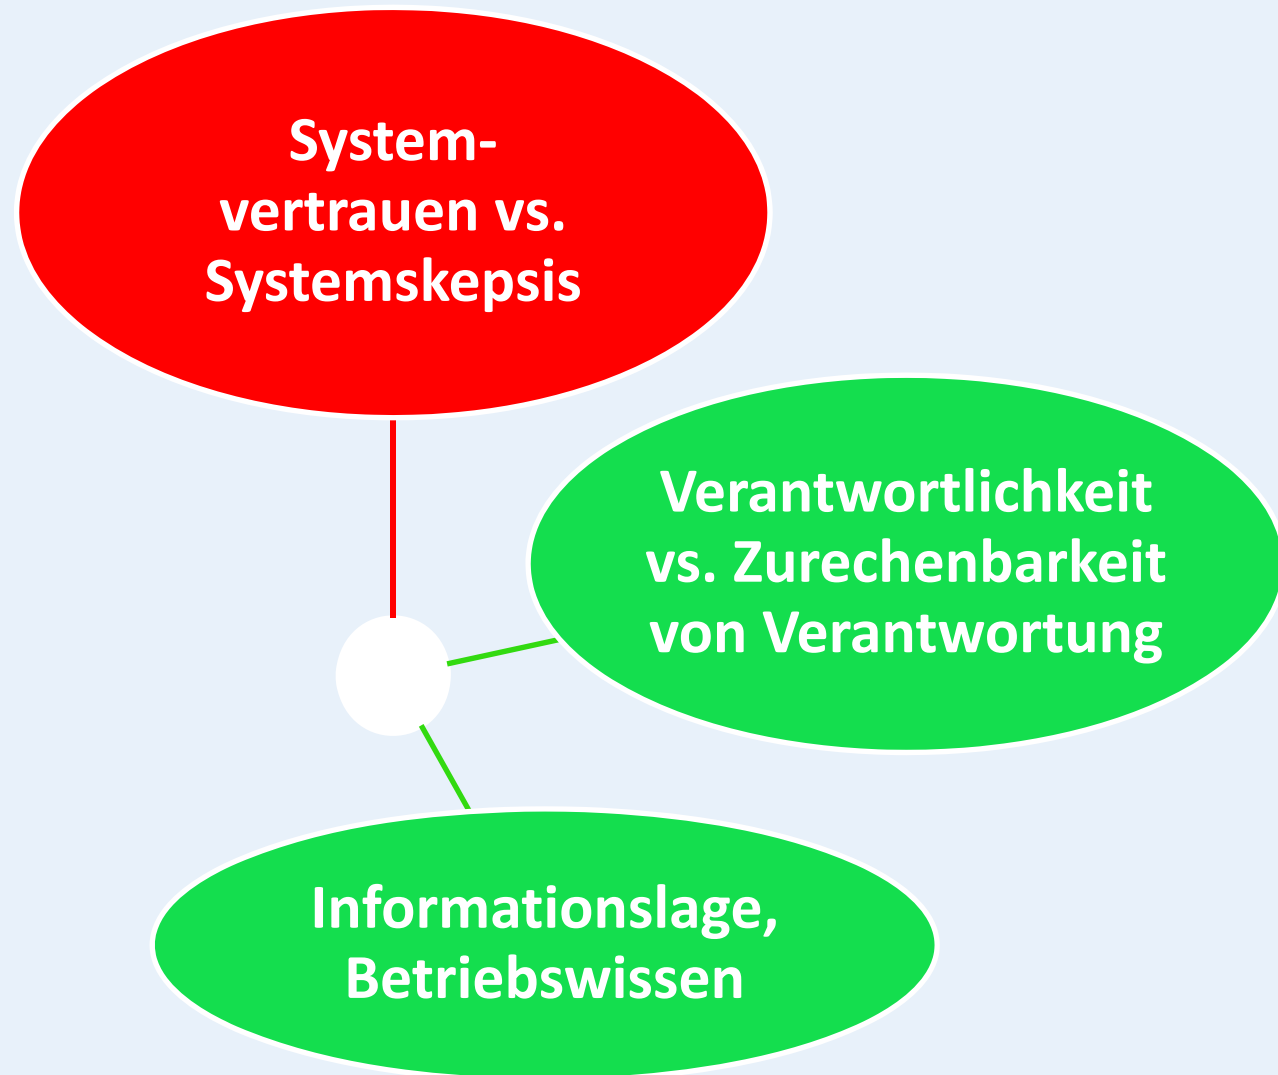 System-
vertrauen vs.
Systemskepsis
Verantwortlichkeit
vs. Zurechenbarkeit
von Verantwortung
Informationslage,
Betriebswissen